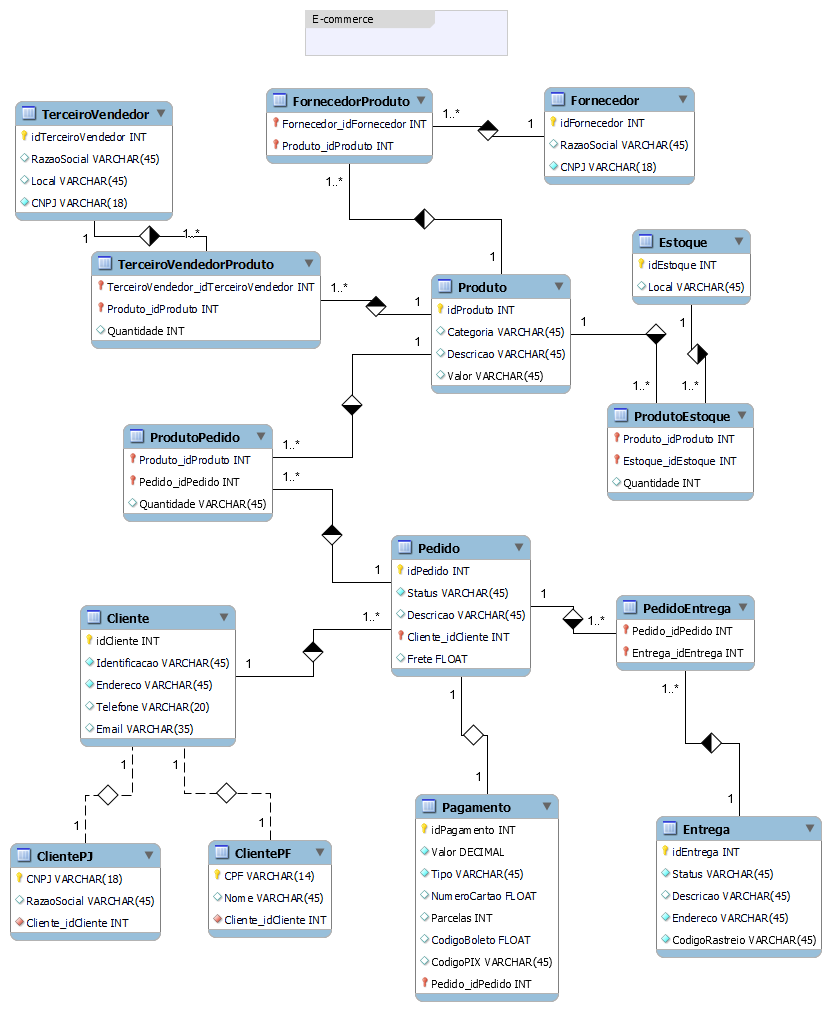 E-commerce
TerceiroVendedor
idTerceiroVendedor INT
RazaoSocial VARCHAR(45)
Local VARCHAR(45)
CNPJ VARCHAR(18)
FornecedorProduto
Fornecedor_idFornecedor INT
Produto_idProduto INT
1..*
1
Fornecedor
idFornecedor INT
RazaoSocial VARCHAR(45)
CNPJ VARCHAR(18)
1..*
1
1
1..*
TerceiroVendedorProduto
TerceiroVendedor_idTerceiroVendedor INT
Produto_idProduto INT
Quantidade INT
1..*
1
Produto
idProduto INT
Categoria VARCHAR(45)
Descricao VARCHAR(45)
Valor VARCHAR(45)
Estoque
idEstoque INT
Local VARCHAR(45)
1
1
1..*
1..*
ProdutoEstoque
Produto_idProduto INT
Estoque_idEstoque INT
Quantidade INT
1
1..*
ProdutoPedido
Produto_idProduto INT
Pedido_idPedido INT
Quantidade VARCHAR(45)
1..*
1
Pedido
idPedido INT
Status VARCHAR(45)
Descricao VARCHAR(45)
Cliente_idCliente INT
Frete FLOAT
1
1..*
PedidoEntrega
Pedido_idPedido INT
Entrega_idEntrega INT
Cliente
idCliente INT
Identificacao VARCHAR(45)
Endereco VARCHAR(45)
Telefone VARCHAR(20)
Email VARCHAR(35)
1
1..*
1
1
1
1
ClientePJ
CNPJ VARCHAR(18)
RazaoSocial VARCHAR(45)
Cliente_idCliente INT
ClientePF
CPF VARCHAR(14)
Nome VARCHAR(45)
Cliente_idCliente INT
1
1
Pagamento
idPagamento INT
Valor DECIMAL
Tipo VARCHAR(45)
NumeroCartao FLOAT
Parcelas INT
CodigoBoleto FLOAT
CodigoPIX VARCHAR(45)
Pedido_idPedido INT
1..*
1
Entrega
idEntrega INT
Status VARCHAR(45)
Descricao VARCHAR(45)
Endereco VARCHAR(45)
CodigoRastreio VARCHAR(45)